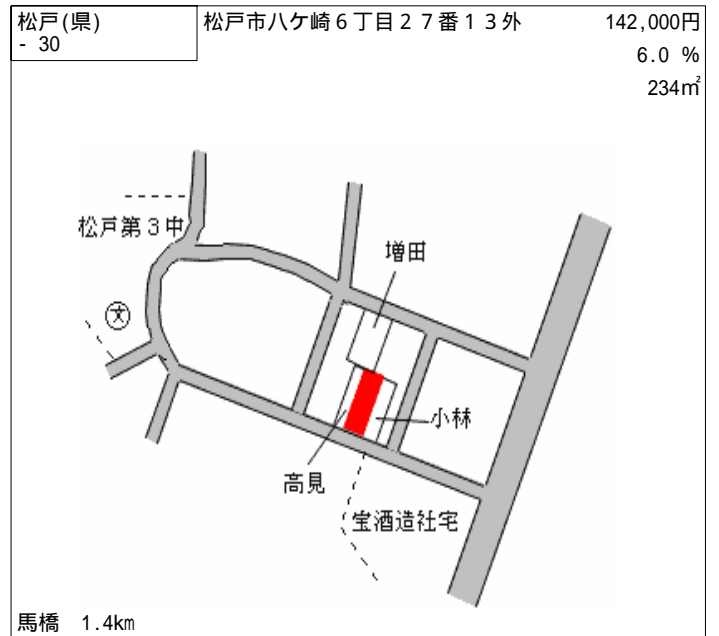 松戸(県)
- 30
松戸市八ケ崎６丁目２７番１３外
142,000円
6.0 %
234㎡
松戸第３中
増田
文
小林
高見
宝酒造社宅
馬橋 1.4km